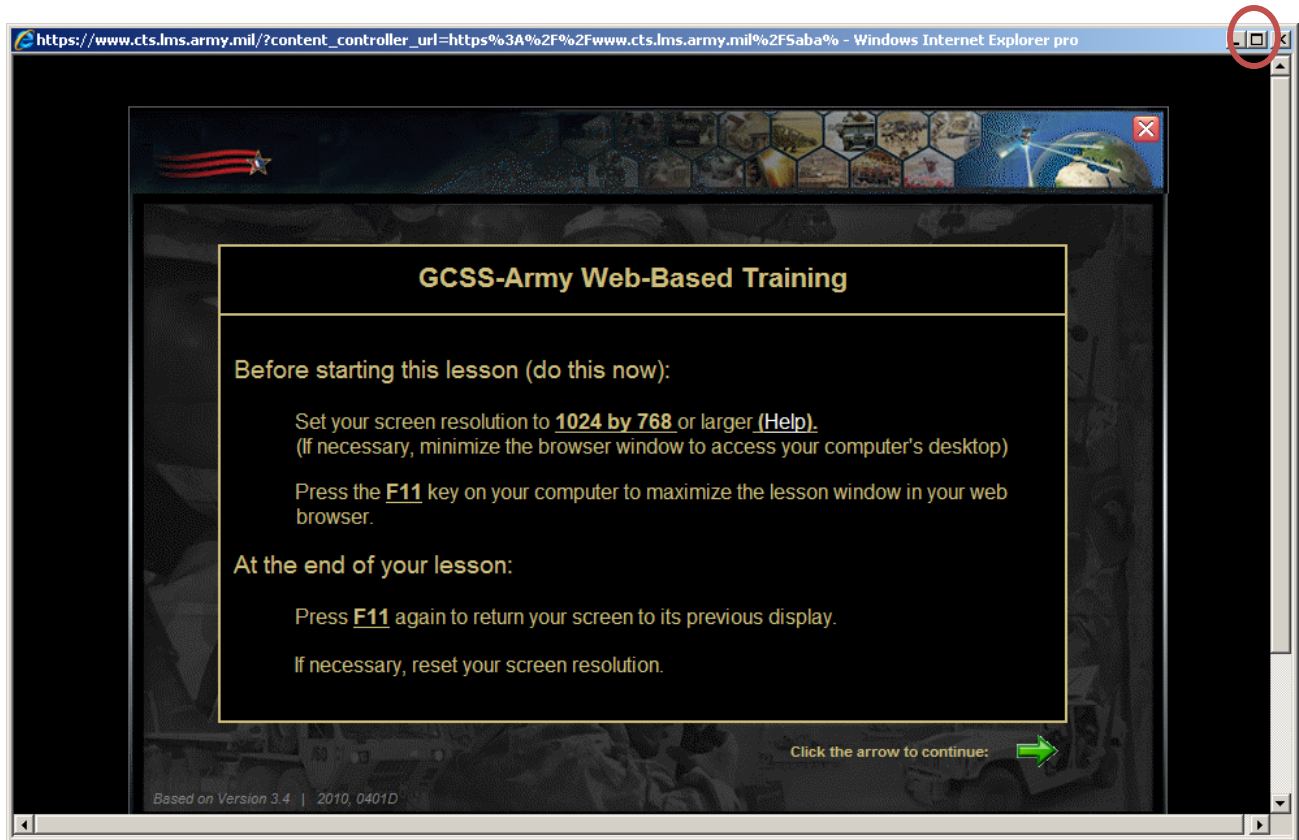 https://www.cts.lms.army.mil/?content_controller_url=https%3A%2F%2Fwww.cts.lms.army.mil%2FSaba% - Windows Internet Explorer pro
GCSS-Army Web-Based Training
Before starting this lesson (do this now):
Set your screen resolution to 1024 by 768 or larger (Help).
(If necessary, minimize the browser window to access your computer's desktop)
Press the F11 key on your computer to maximize the lesson window in your web
browser.
At the end of your lesson:
Press F11 again to return your screen to its previous display.
If necessary, reset your screen resolution.
Click the arrow to continue:
Based on Version 3.4 | 2010, 0401D